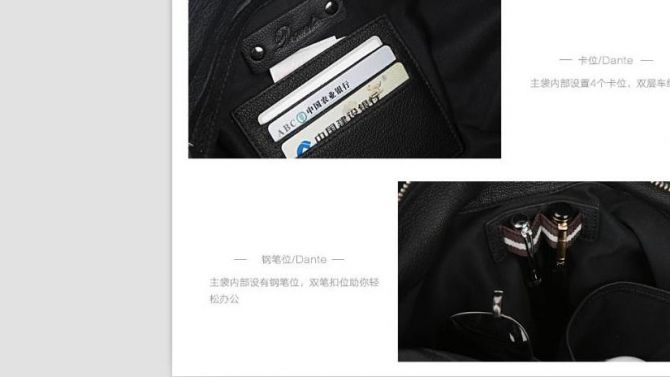 Dante
中国农业银行
ABC
中国建设银行
卡位/Dante
主袋内部设置4个卡位，双层车
钢笔位/Dante
主袋内部设有钢笔位，双笔扣位助你轻
松办公